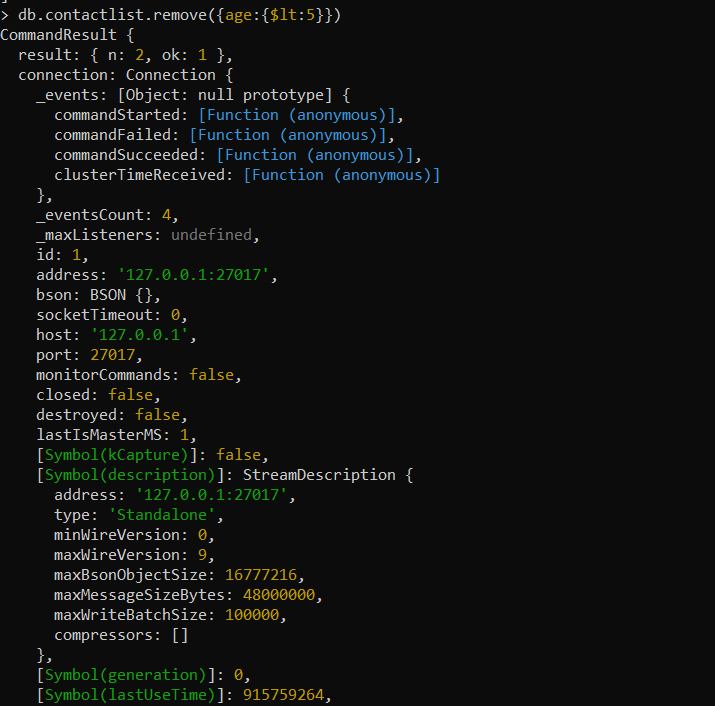 > db.contactlist.remove({age:{$lt:5}})
CommandResult {
  result: { n: 2, ok: 1 },
  connection: Connection {
    _events: [Object: null prototype] {
      commandStarted: [Function (anonymous)],
      commandFailed: [Function (anonymous)],
      commandSucceeded: [Function (anonymous)],
      clusterTimeReceived: [Function (anonymous)]
    },
    _eventsCount: 4,
    _maxListeners: undefined,
    id: 1,
    address: '127.0.0.1:27017',
    bson: BSON {},
    socketTimeout: 0,
    host: '127.0.0.1',
    port: 27017,
    monitorCommands: false,
    closed: false,
    destroyed: false,
    lastIsMasterMS: 1,
    [Symbol(kCapture)]: false,
    [Symbol(description)]: StreamDescription {
      address: '127.0.0.1:27017',
      type: 'Standalone',
      minWireVersion: 0,
      maxWireVersion: 9,
      maxBsonObjectSize: 16777216,
      maxMessageSizeBytes: 48000000,
      maxWriteBatchSize: 100000,
      compressors: []
    },
    [Symbol(generation)]: 0,
    [Symbol(lastUseTime)]: 915759264,